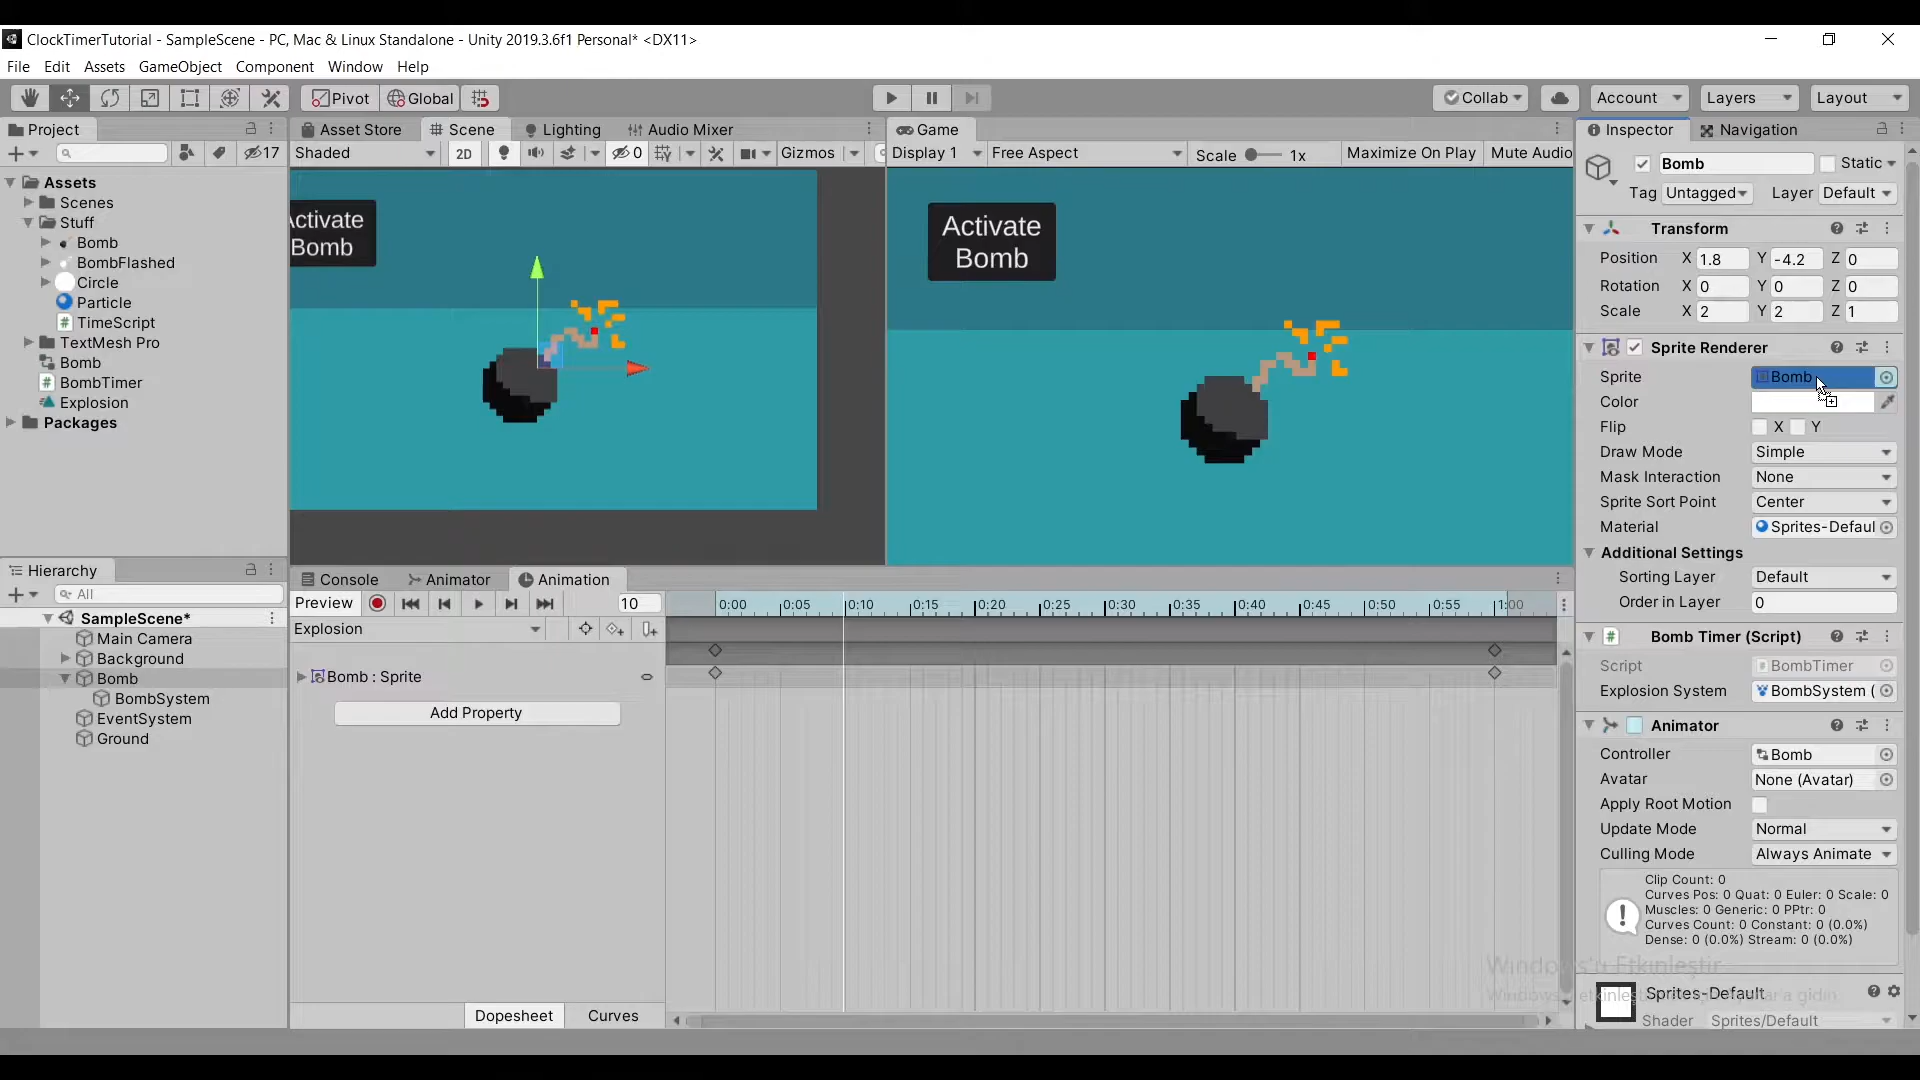 ClockTimerTutorial - SampleScene - PC, Mac & Linux Standalone - Unity 2019.3.6f1 Personal* <DX11>
File Edit Assets GameObject Component Window Help
Pivot Global Collab Account Layers Layout
Project
17
Assets
Scenes
Stuff
Bomb
BombFlashed
Circle
Particle
TimeScript
TextMesh Pro
Bomb
BombTimer
Explosion
Packages
Asset Store Scene Lighting Audio Mixer
Shaded 2D 0 Gizmos
Activate
Bomb
Game
Display 1 Free Aspect Scale 1x Maximize On Play Mute Audio
Activate
Bomb
Hierarchy
All
SampleScene*
Main Camera
Background
Bomb
BombSystem
EventSystem
Ground
Console Animator Animation
Preview 10
0:00 0:05 0:10 0:15 0:20 0:25 0:30 0:35 0:40 0:45 0:50 0:55 1:00
Explosion
Bomb : Sprite
Add Property
Dopesheet Curves
Inspector Navigation
Bomb Static
Tag Untagged Layer Default
Transform
Position X 1.8 Y -4.2 Z 0
Rotation X 0 Y 0 Z 0
Scale X 2 Y 2 Z 1
Sprite Renderer
Sprite Bomb
Color
Flip X Y
Draw Mode Simple
Mask Interaction None
Sprite Sort Point Center
Material Sprites-Defaul
Additional Settings
Sorting Layer Default
Order in Layer 0
Bomb Timer (Script)
Script BombTimer
Explosion System BombSystem (
Animator
Controller Bomb
Avatar None (Avatar)
Apply Root Motion
Update Mode Normal
Culling Mode Always Animate
Clip Count: 0
Curves Pos: 0 Quat: 0 Euler: 0 Scale: 0
Muscles: 0 Generic: 0 PPtr: 0
Curves Count: 0 Constant: 0 (0.0%)
Dense: 0 (0.0%) Stream: 0 (0.0%)
Windows'u Etkinleştir
Sprites-Default
Shader Sprites/Default